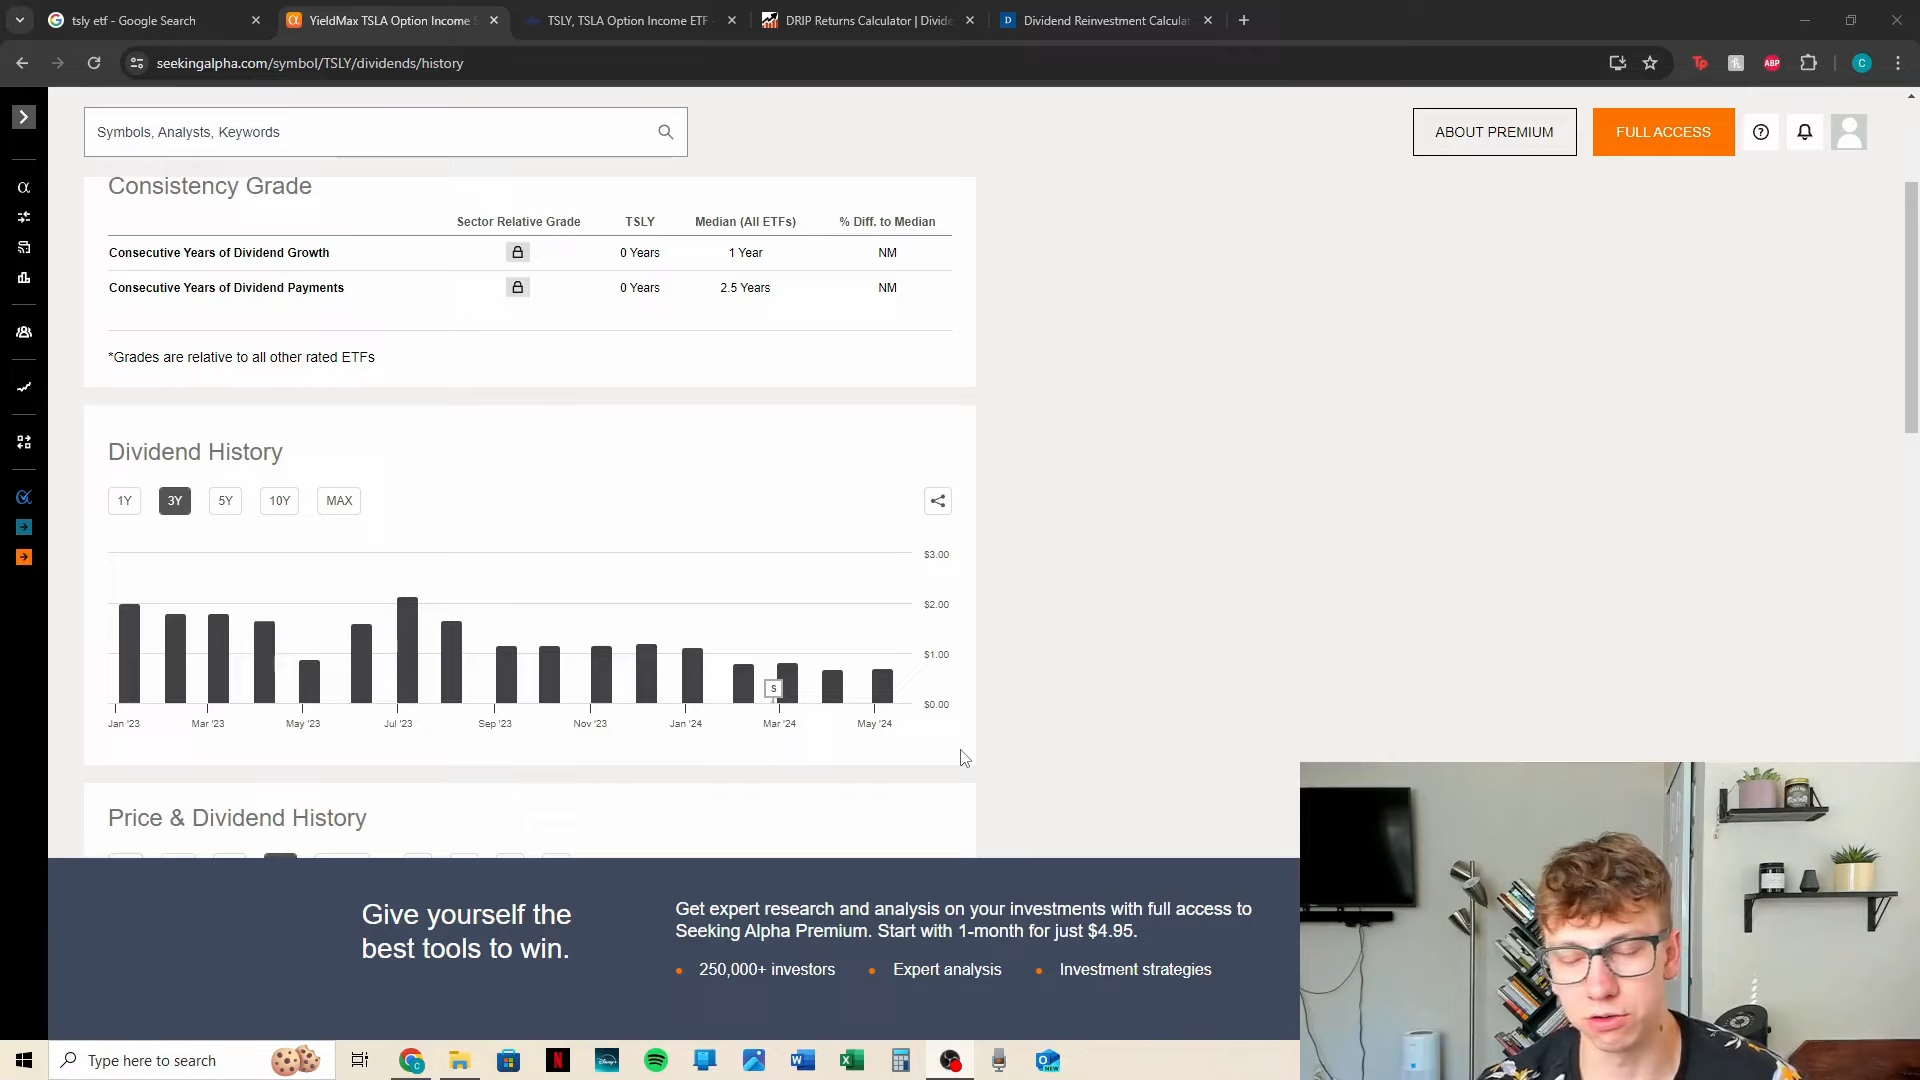 tsly etf - Google Search
YieldMax TSLA Option Income
TSLY, TSLA Option Income ETF
DRIP Returns Calculator | Divide
Dividend Reinvestment Calculat
seekingalpha.com/symbol/TSLY/dividends/history
ABP
C
Symbols, Analysts, Keywords
ABOUT PREMIUM
FULL ACCESS
Consistency Grade
Sector Relative Grade TSLY Median (All ETFs) % Diff. to Median
Consecutive Years of Dividend Growth 0 Years 1 Year NM
Consecutive Years of Dividend Payments 0 Years 2.5 Years NM
*Grades are relative to all other rated ETFs
Dividend History
1Y 3Y 5Y 10Y MAX
$3.00
$2.00
$1.00
S
$0.00
Jan '23 Mar '23 May '23 Jul '23 Sep '23 Nov '23 Jan '24 Mar '24 May '24
Price & Dividend History
Give yourself the
best tools to win.
Get expert research and analysis on your investments with full access to
Seeking Alpha Premium. Start with 1-month for just $4.95.
250,000+ investors
Expert analysis
Investment strategies
Type here to search